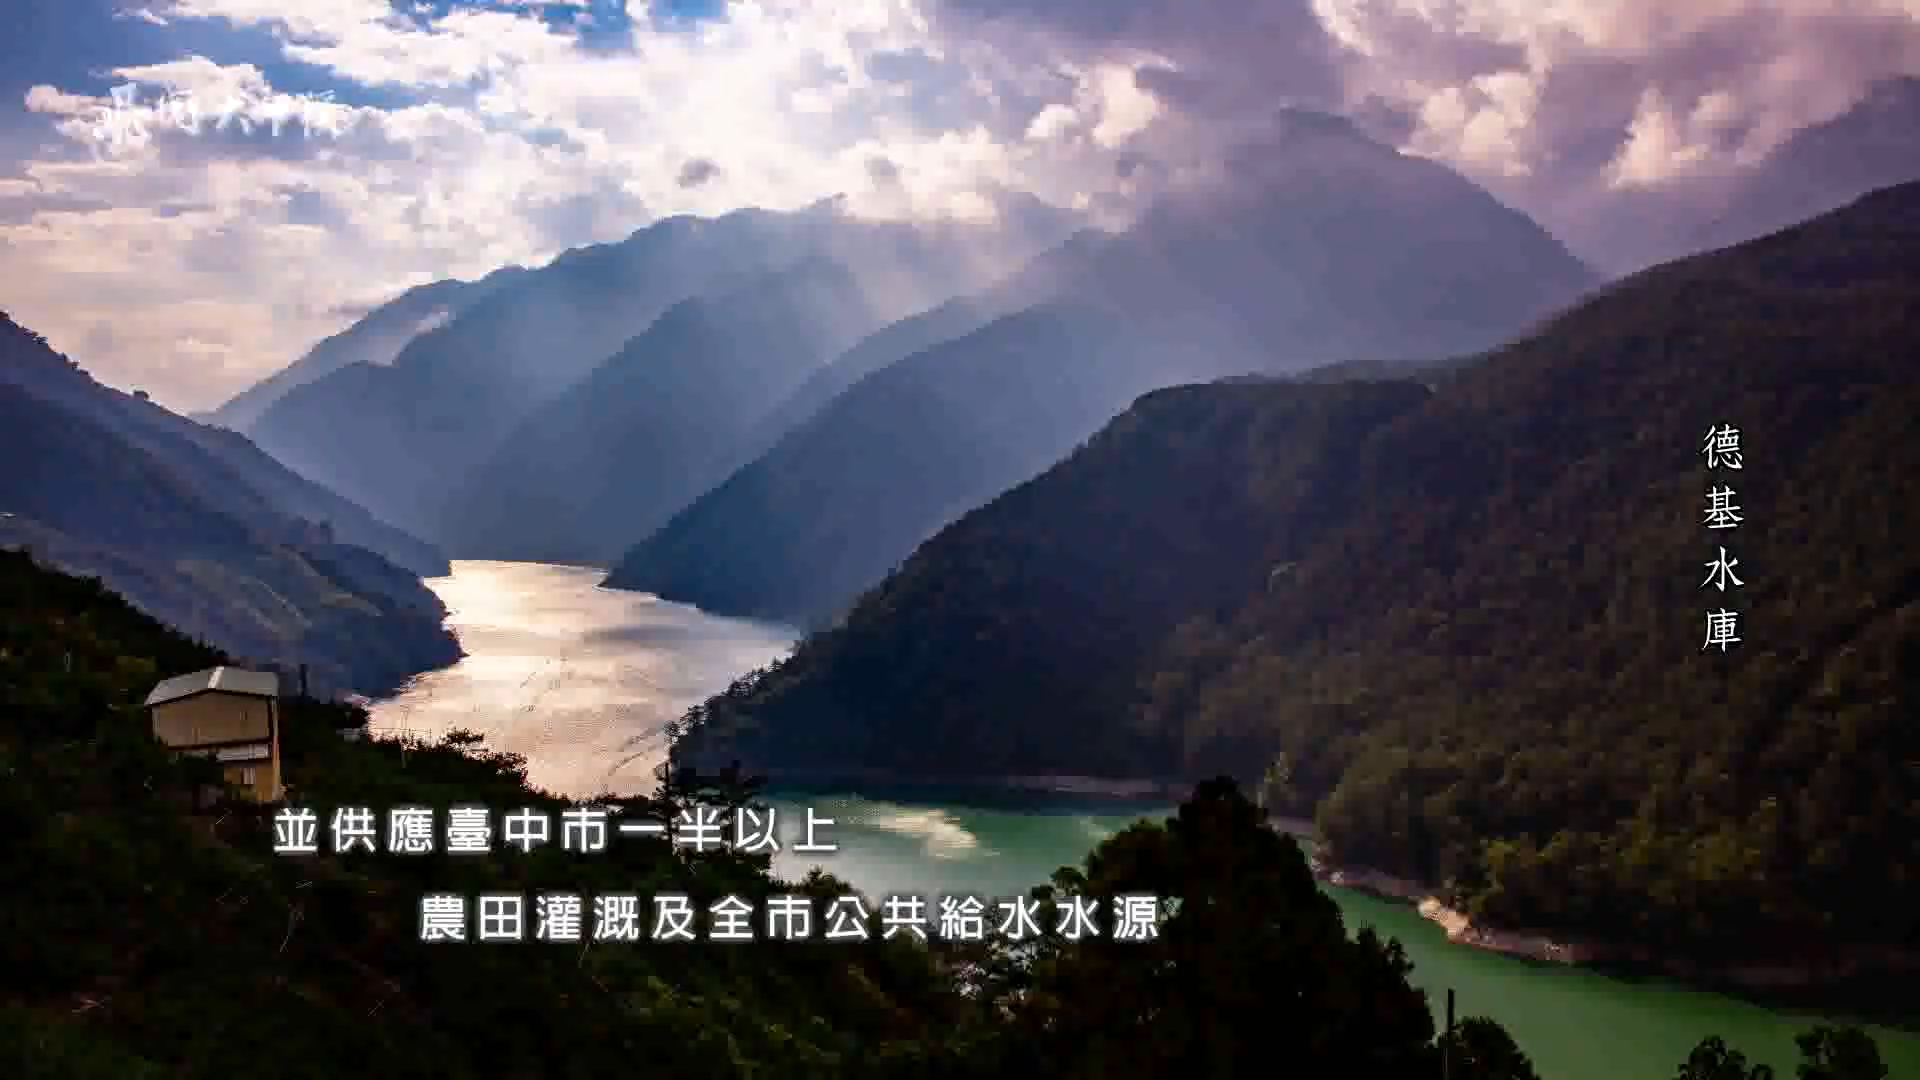 德基水庫
並供應臺中市一半以上
農田灌溉及全市公共給水水源